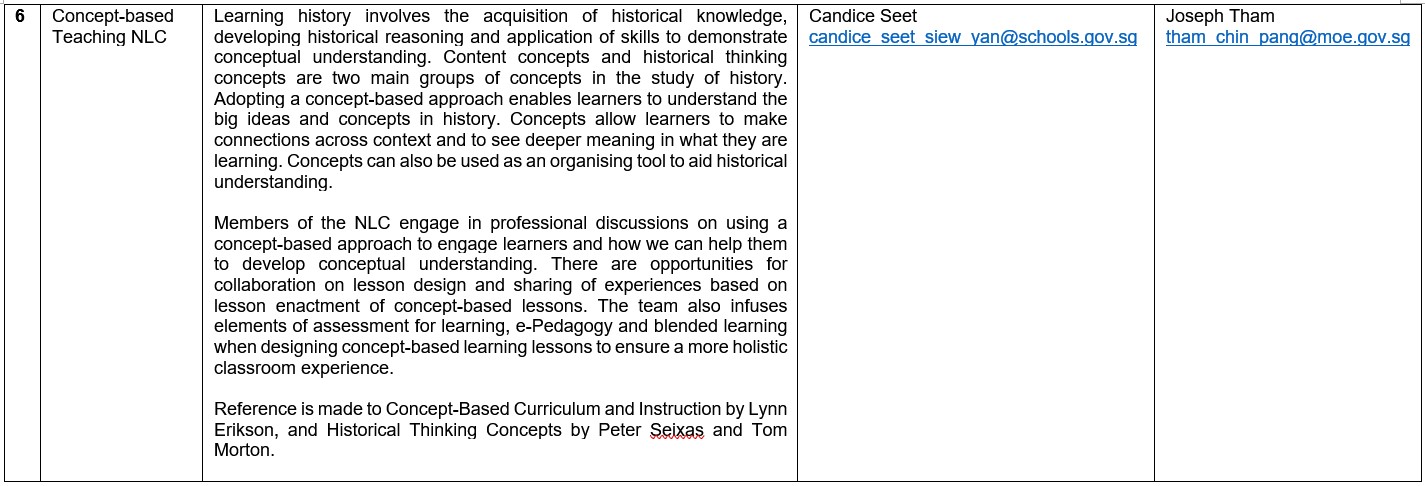 6
Concept-based
Teaching NLC
Learning history involves the acquisition of historical knowledge,
developing historical reasoning and application of skills to demonstrate
conceptual understanding. Content concepts and historical thinking
concepts are two main groups of concepts in the study of history.
Adopting a concept-based approach enables learners to understand the
big ideas and concepts in history. Concepts allow learners to make
connections across context and to see deeper meaning in what they are
learning. Concepts can also be used as an organising tool to aid historical
understanding.
Members of the NLC engage in professional discussions on using a
concept-based approach to engage learners and how we can help them
to develop conceptual understanding. There are opportunities for
collaboration on lesson design and sharing of experiences based on
lesson enactment of concept-based lessons. The team also infuses
elements of assessment for learning, e-Pedagogy and blended learning
when designing concept-based learning lessons to ensure a more holistic
classroom experience.
Reference is made to Concept-Based Curriculum and Instruction by Lynn
Erikson, and Historical Thinking Concepts by Peter Seixas and Tom
Morton.
Candice Seet
candice_seet_siew_yan@schools.gov.sg
Joseph Tham
tham_chin_pang@moe.gov.sg